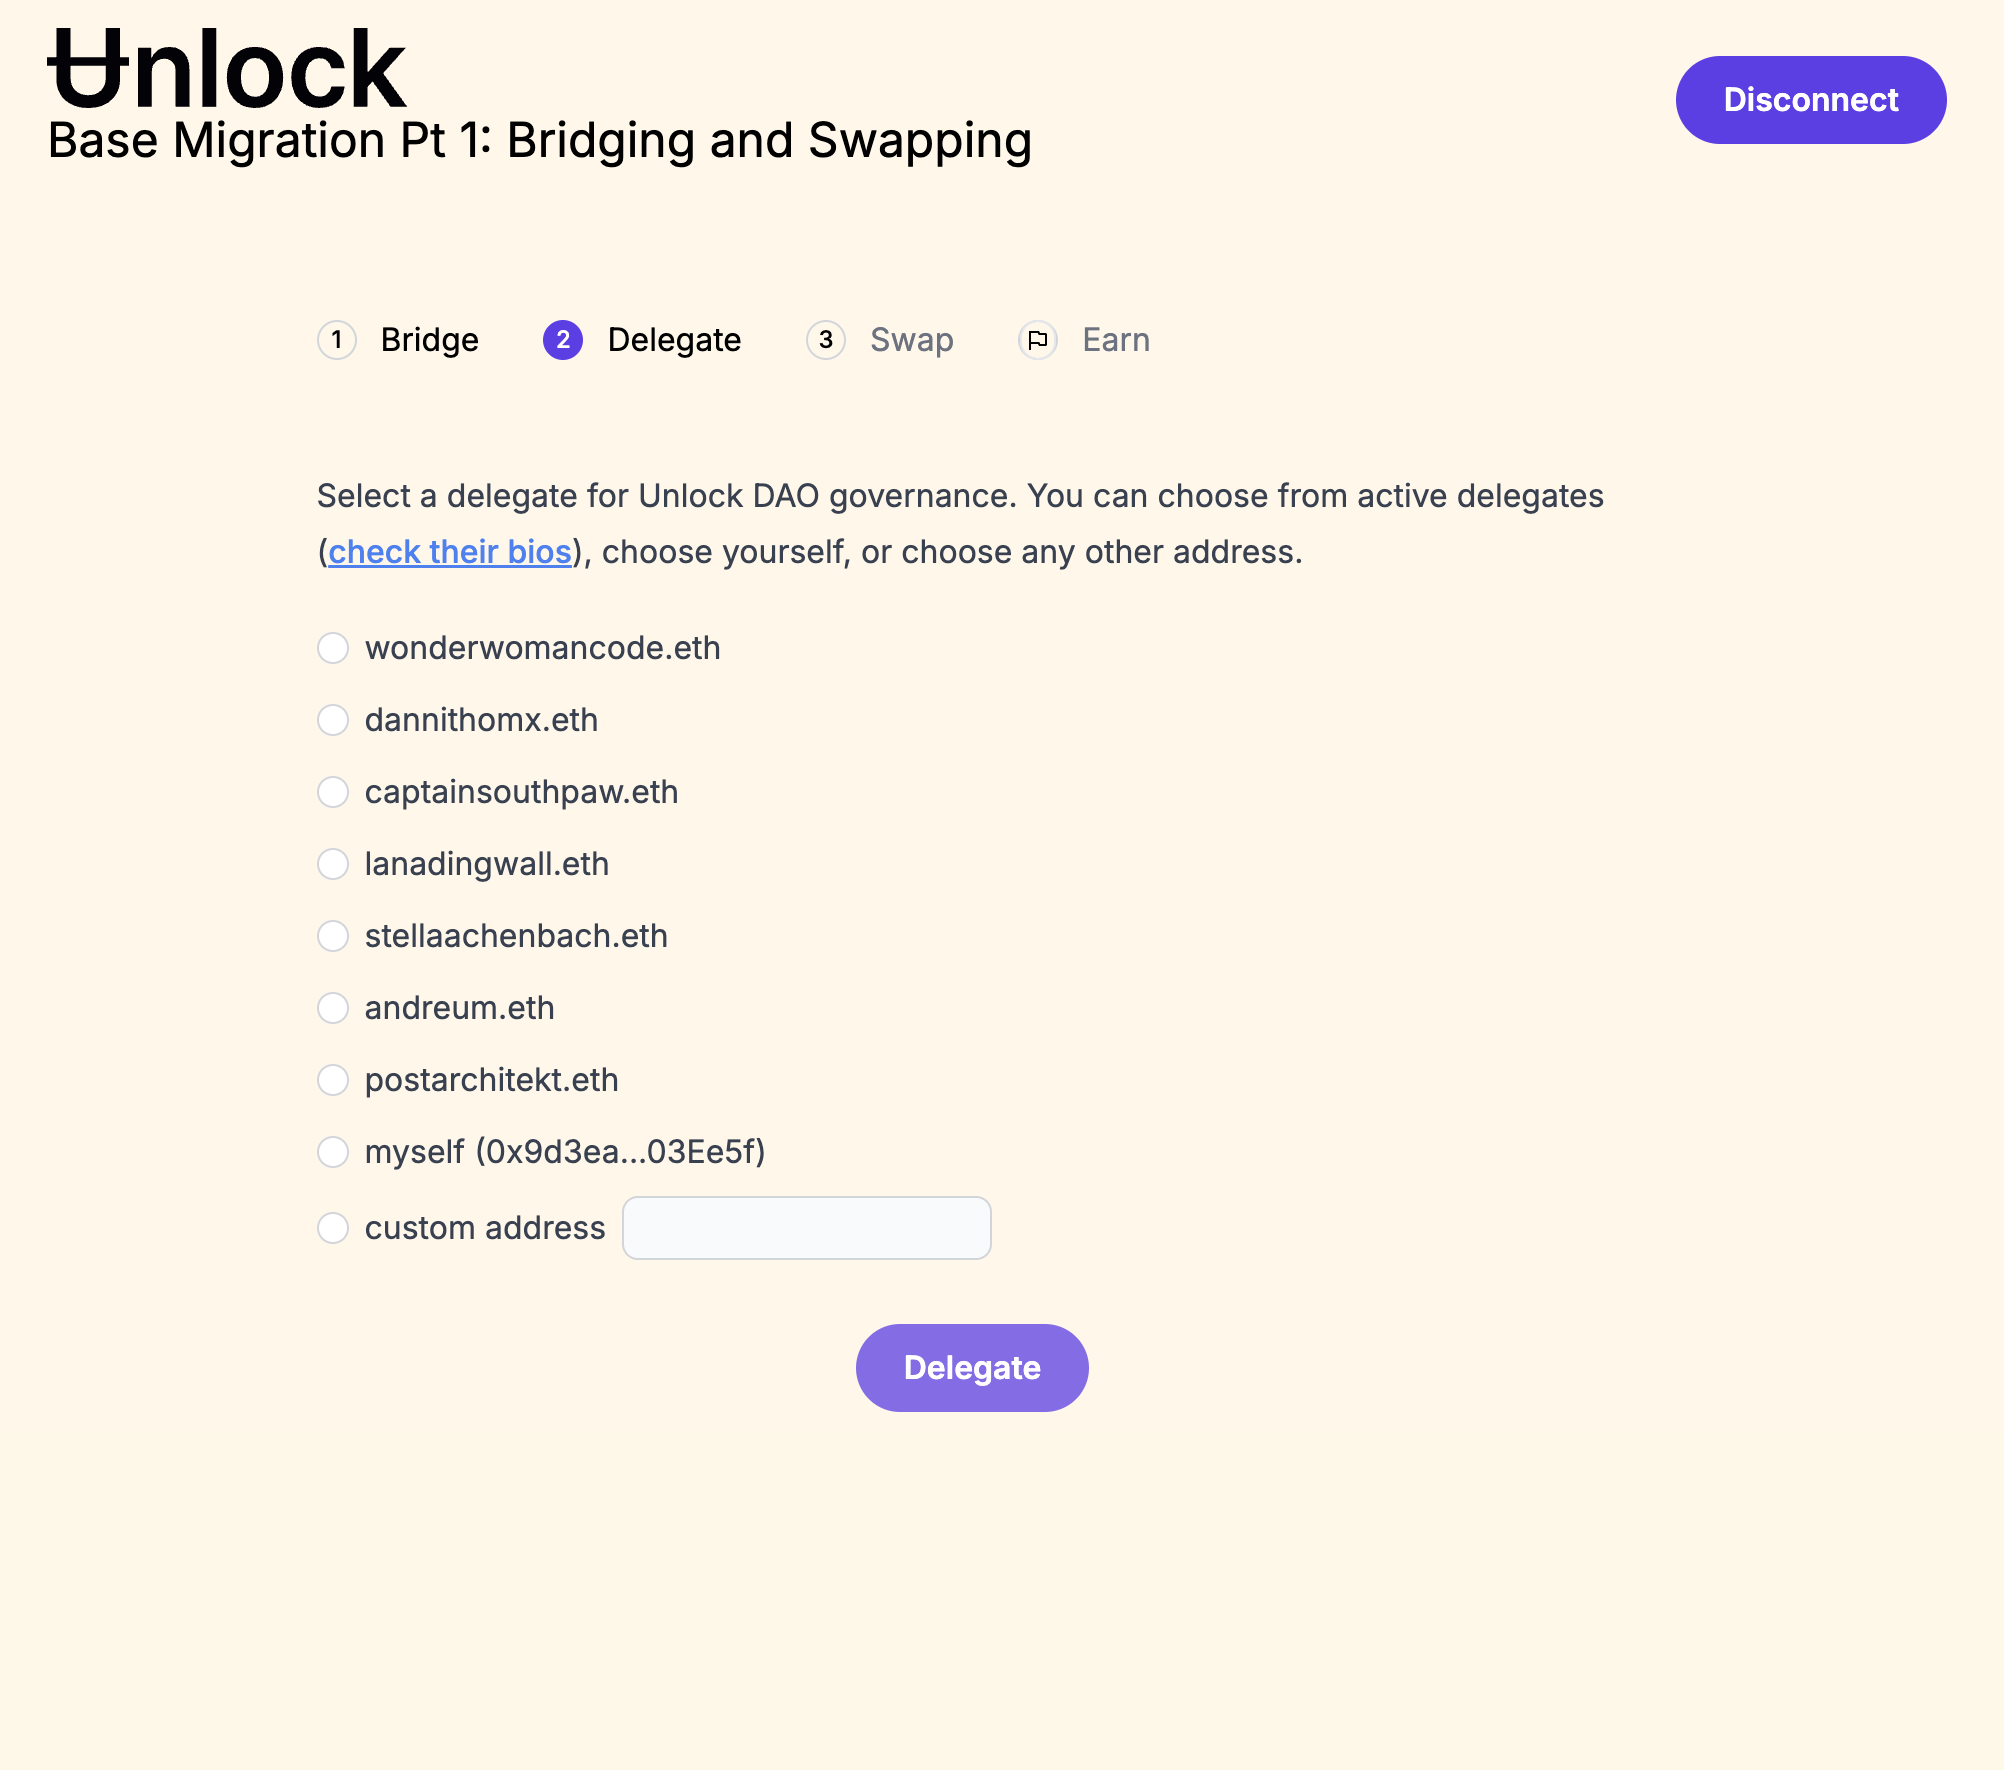 Unlock
Base Migration Pt 1: Bridging and Swapping
Disconnect
1 Bridge 2 Delegate 3 Swap Earn
Select a delegate for Unlock DAO governance. You can choose from active delegates
(check their bios), choose yourself, or choose any other address.
wonderwomancode.eth
dannithomx.eth
captainsouthpaw.eth
lanadingwall.eth
stellaachenbach.eth
andreum.eth
postarchitekt.eth
myself (0x9d3ea...03Ee5f)
custom address
Delegate